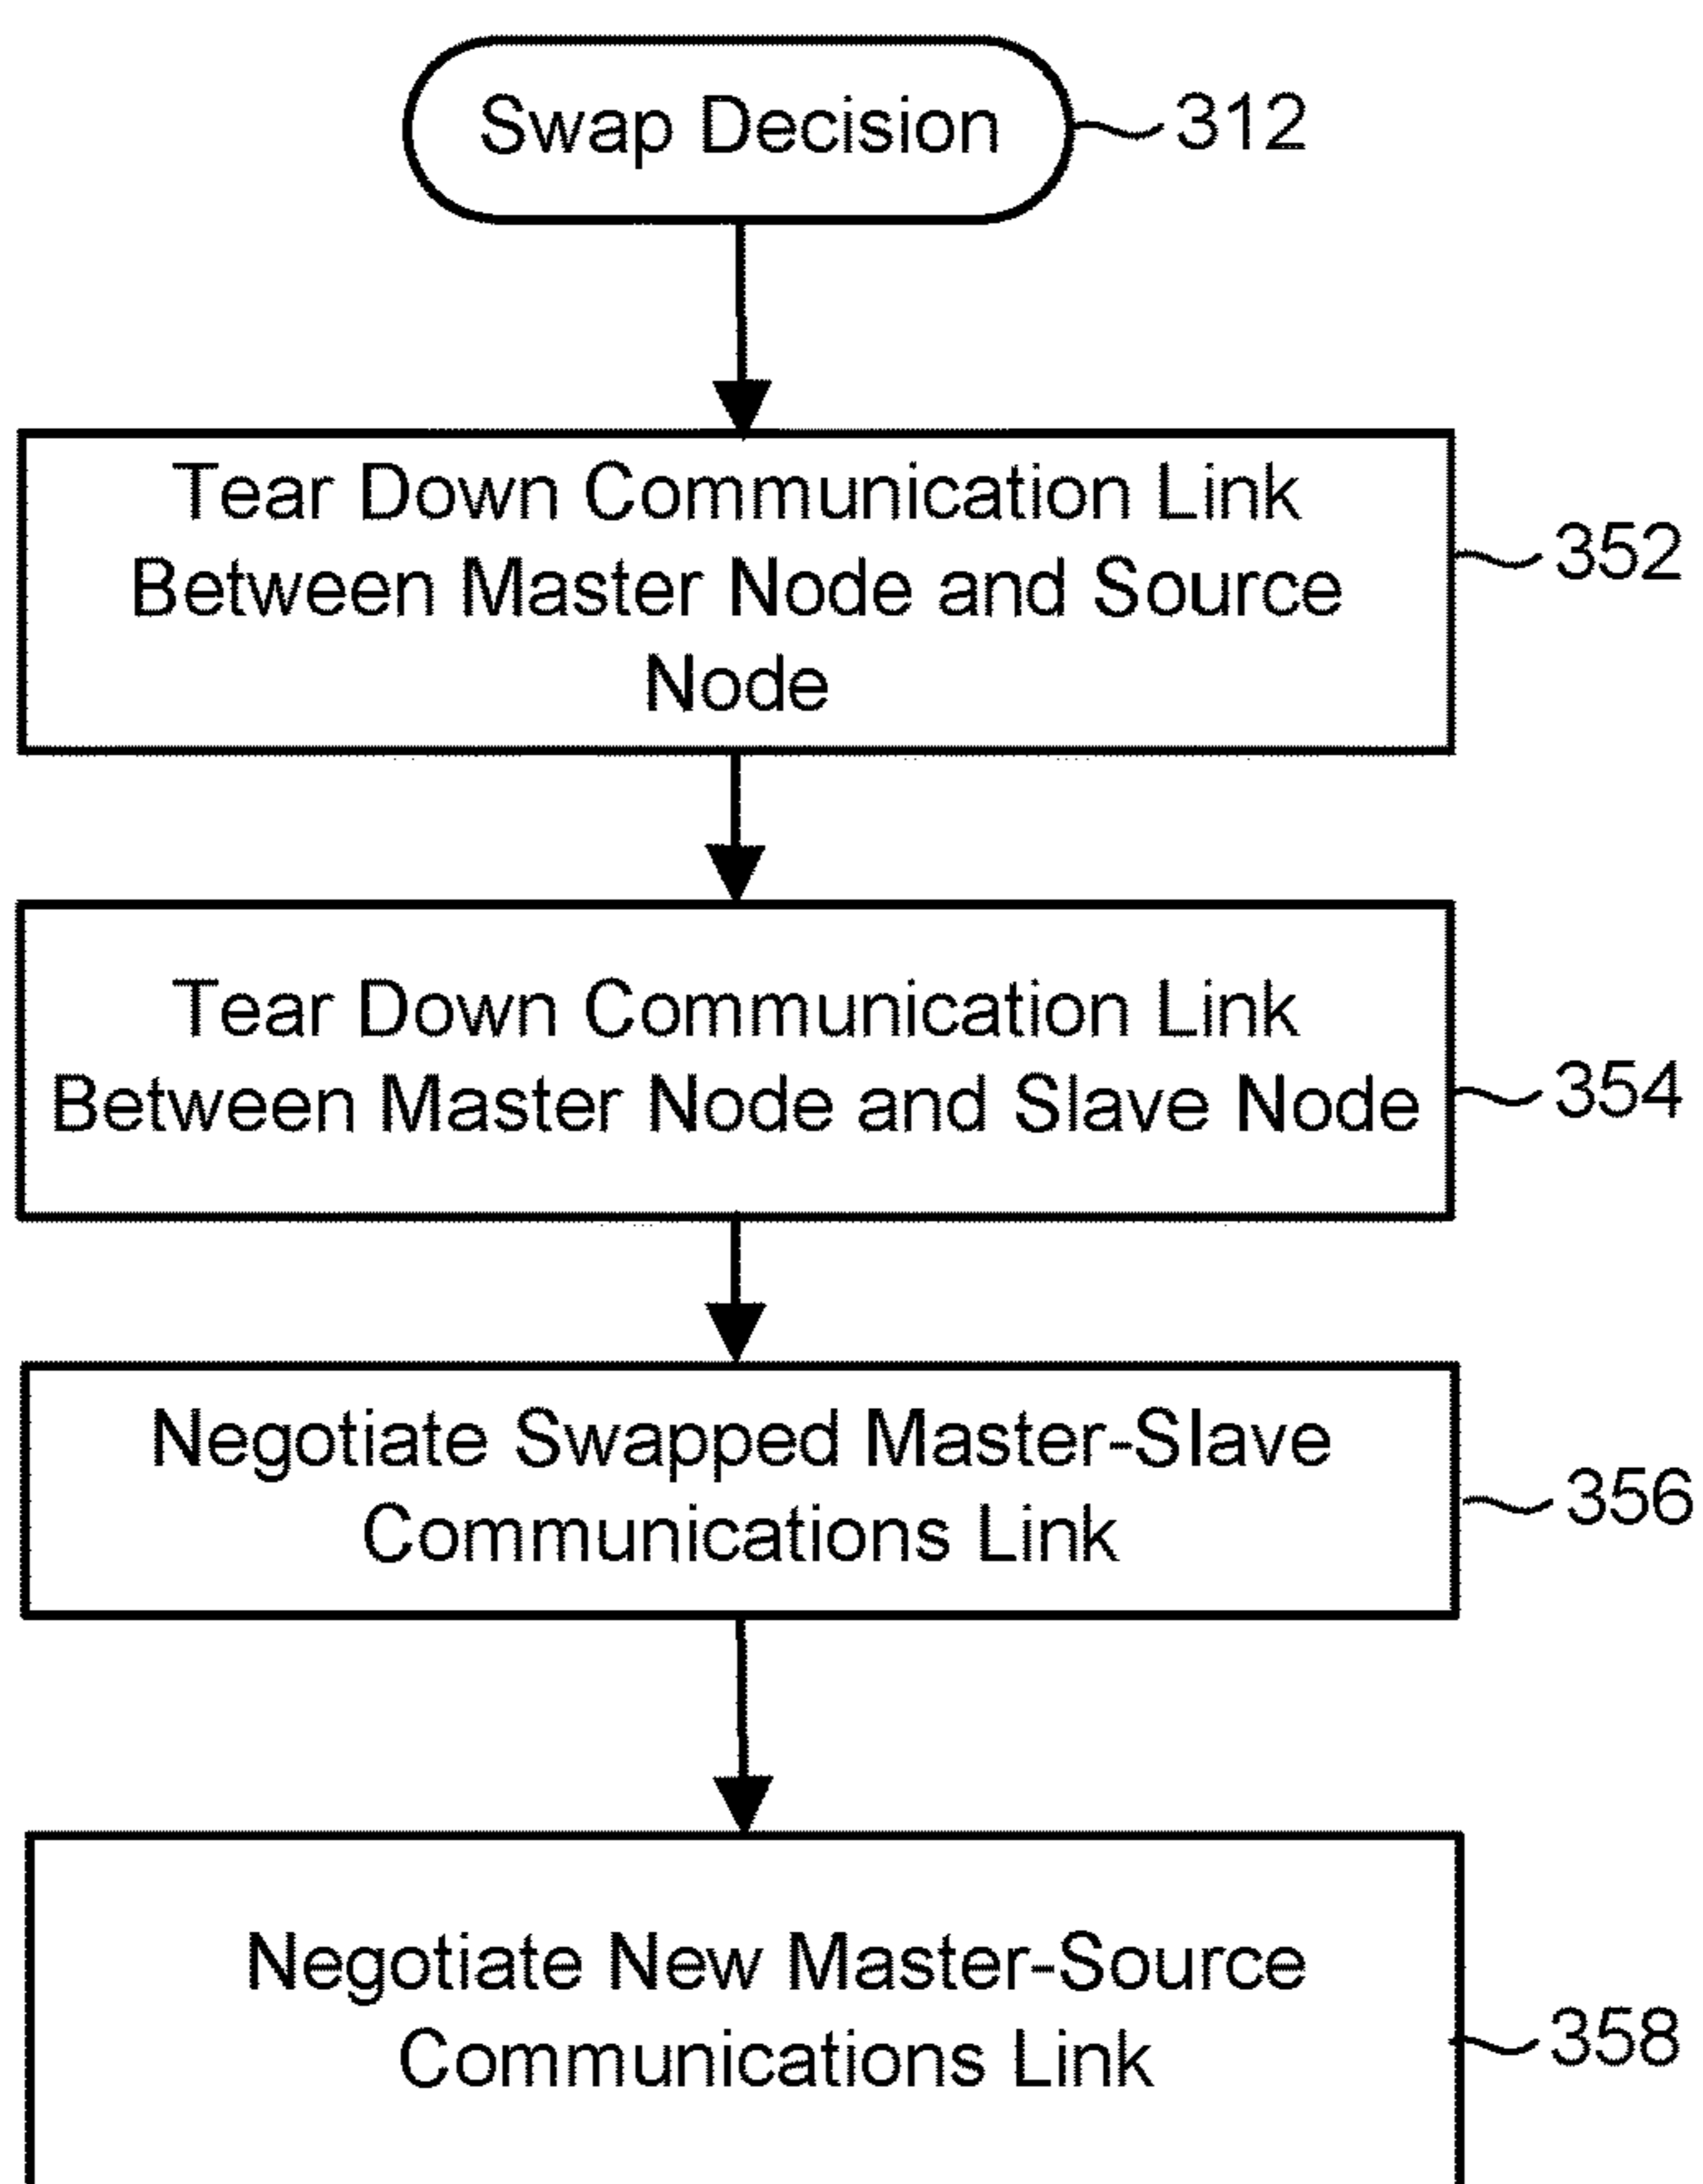 Swap Decision
312
Tear Down Communication Link
Between Master Node and Source
Node
352
Tear Down Communication Link
Between Master Node and Slave Node
354
Negotiate Swapped Master-Slave
Communications Link
356
Negotiate New Master-Source
Communications Link
358